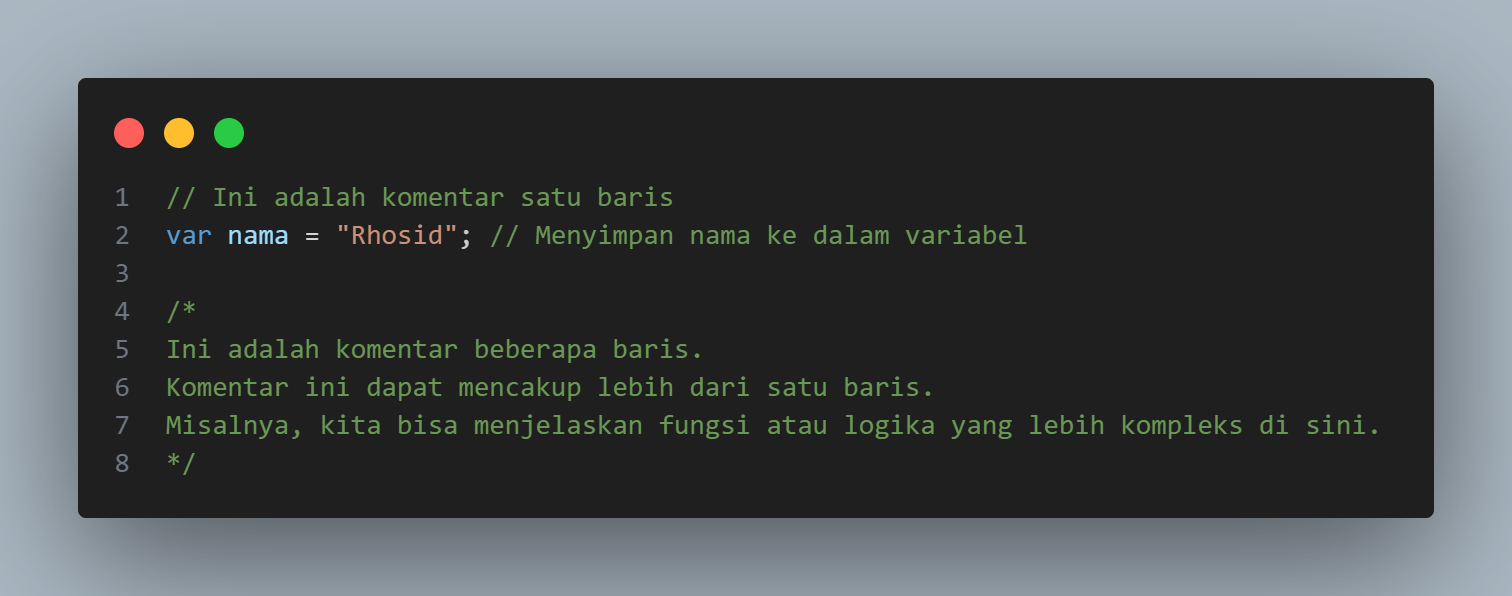 1 // Ini adalah komentar satu baris
2 var nama = "Rhosid"; // Menyimpan nama ke dalam variabel
3
4 /*
5 Ini adalah komentar beberapa baris.
6 Komentar ini dapat mencakup lebih dari satu baris.
7 Misalnya, kita bisa menjelaskan fungsi atau logika yang lebih kompleks di sini.
8 */